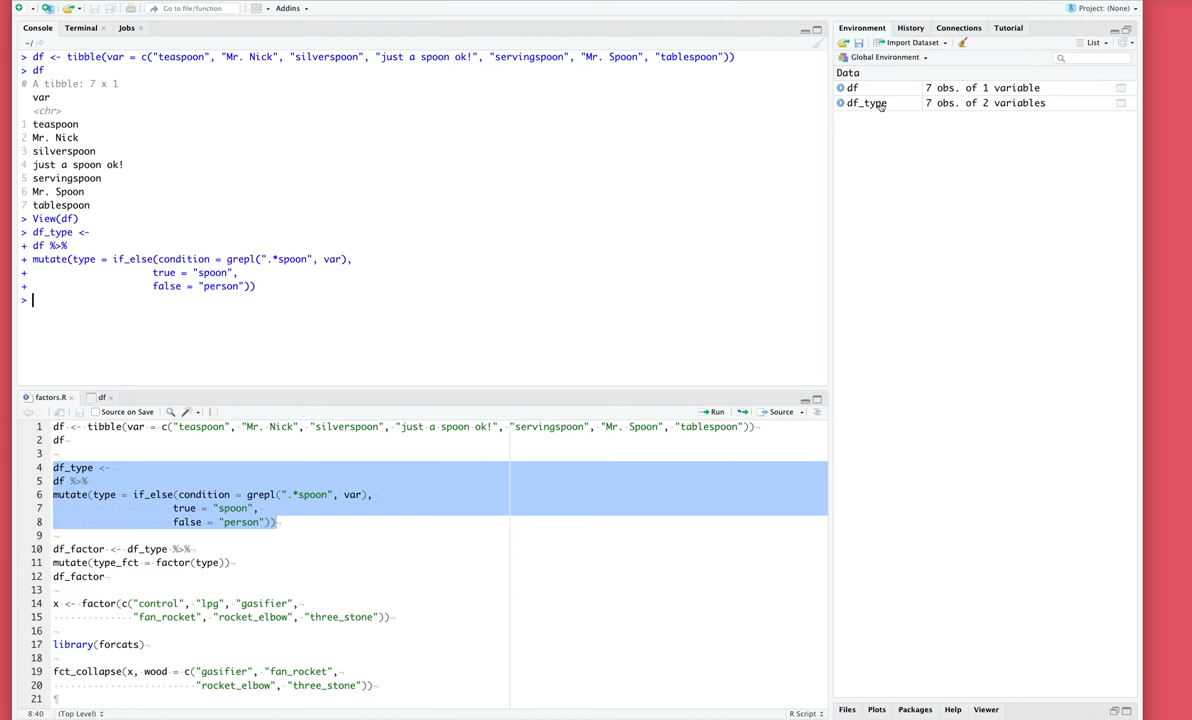 Go to file/function
Addins
Project: (None)
Console
Terminal
Jobs
~/
> df <- tibble(var = c("teaspoon", "Mr. Nick", "silverspoon", "just a spoon ok!", "servingspoon", "Mr. Spoon", "tablespoon"))
> df
# A tibble: 7 x 1
var
<chr>
1 teaspoon
2 Mr. Nick
3 silverspoon
4 just a spoon ok!
5 servingspoon
6 Mr. Spoon
7 tablespoon
> View(df)
> df_type <-
+ df %>%
+ mutate(type = if_else(condition = grepl(".*spoon", var),
+ true = "spoon",
+ false = "person"))
>
factors.R
df
Source on Save
Run
Source
1 df <- tibble(var = c("teaspoon", "Mr. Nick", "silverspoon", "just a spoon ok!", "servingspoon", "Mr. Spoon", "tablespoon"))
2 df
3
4 df_type <-
5 df %>%
6 mutate(type = if_else(condition = grepl(".*spoon", var),
7 true = "spoon",
8 false = "person"))
9
10 df_factor <- df_type %>%
11 mutate(type_fct = factor(type))
12 df_factor
13
14 x <- factor(c("control", "lpg", "gasifier",
15 "fan_rocket", "rocket_elbow", "three_stone"))
16
17 library(forcats)
18
19 fct_collapse(x, wood = c("gasifier", "fan_rocket",
20 "rocket_elbow", "three_stone"))
21 ¶
8:40
(Top Level)
R Script
Environment
History
Connections
Tutorial
Import Dataset
List
Global Environment
Data
df 7 obs. of 1 variable
df_type 7 obs. of 2 variables
Files
Plots
Packages
Help
Viewer